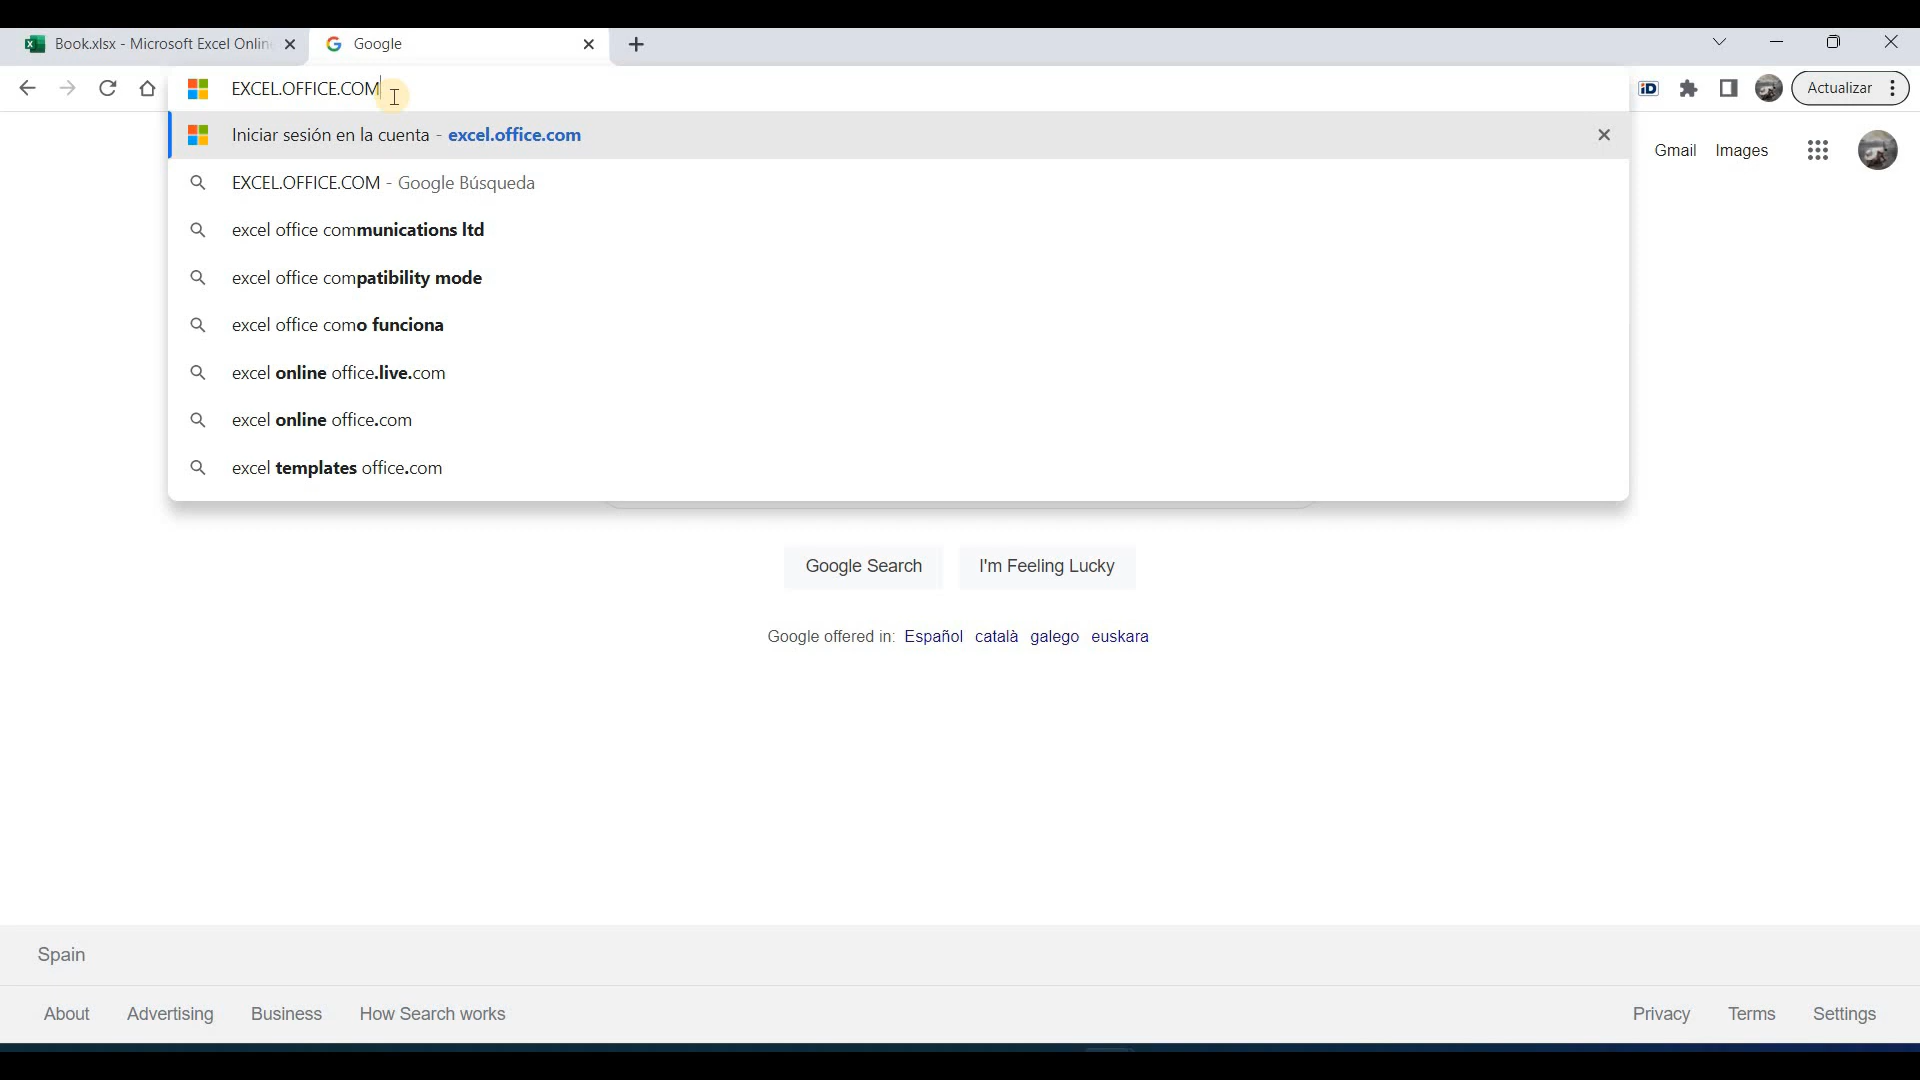 Book.xlsx - Microsoft Excel Onlin
Google
EXCEL.OFFICE.COM
iD
Actualizar
Iniciar sesión en la cuenta - excel.office.com
Gmail Images
EXCEL.OFFICE.COM - Google Búsqueda
excel office communications ltd
excel office compatibility mode
excel office como funciona
excel online office.live.com
excel online office.com
excel templates office.com
Google Search
I'm Feeling Lucky
Google offered in: Español català galego euskara
Spain
About Advertising Business How Search works
Privacy Terms Settings